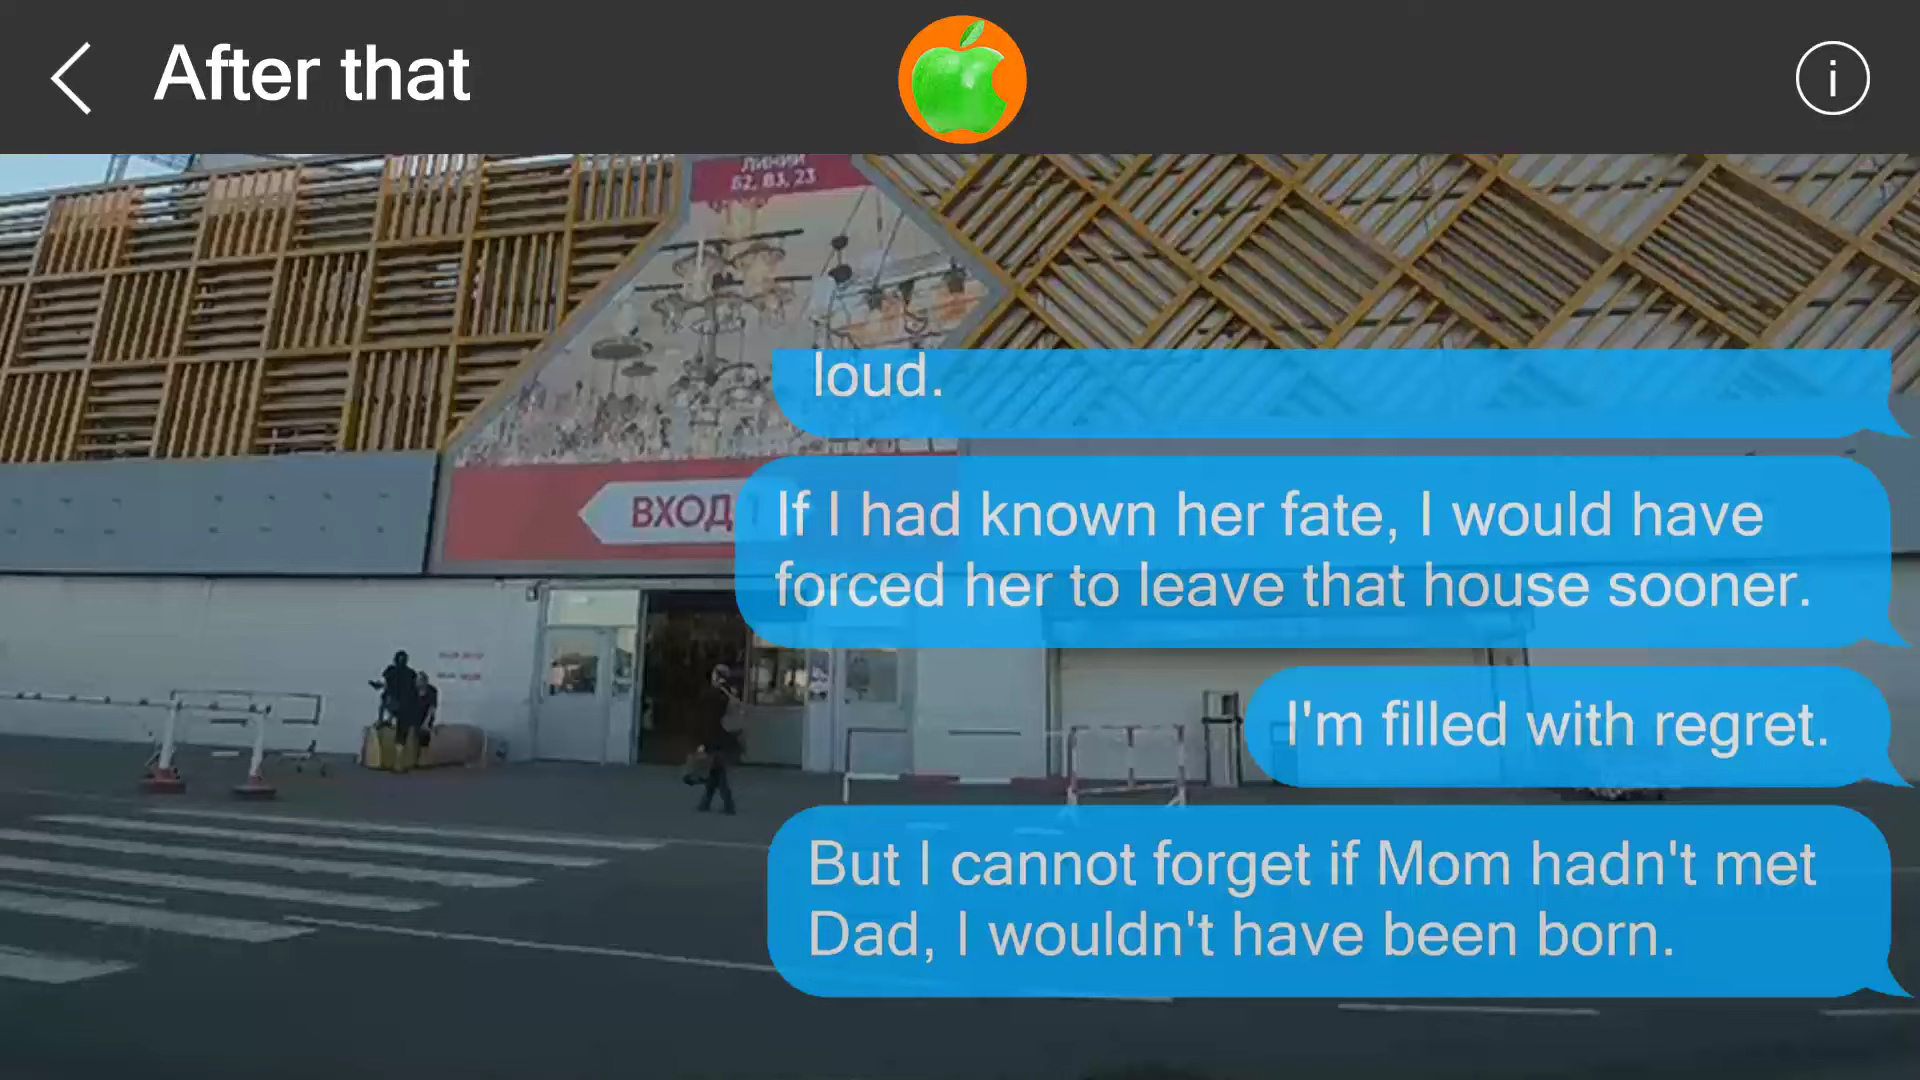 After that
ЛИНИИ
Б2, В3, 23
loud.
ВХОД 1
If I had known her fate, I would have
forced her to leave that house sooner.
I'm filled with regret.
But I cannot forget if Mom hadn't met
Dad, I wouldn't have been born.